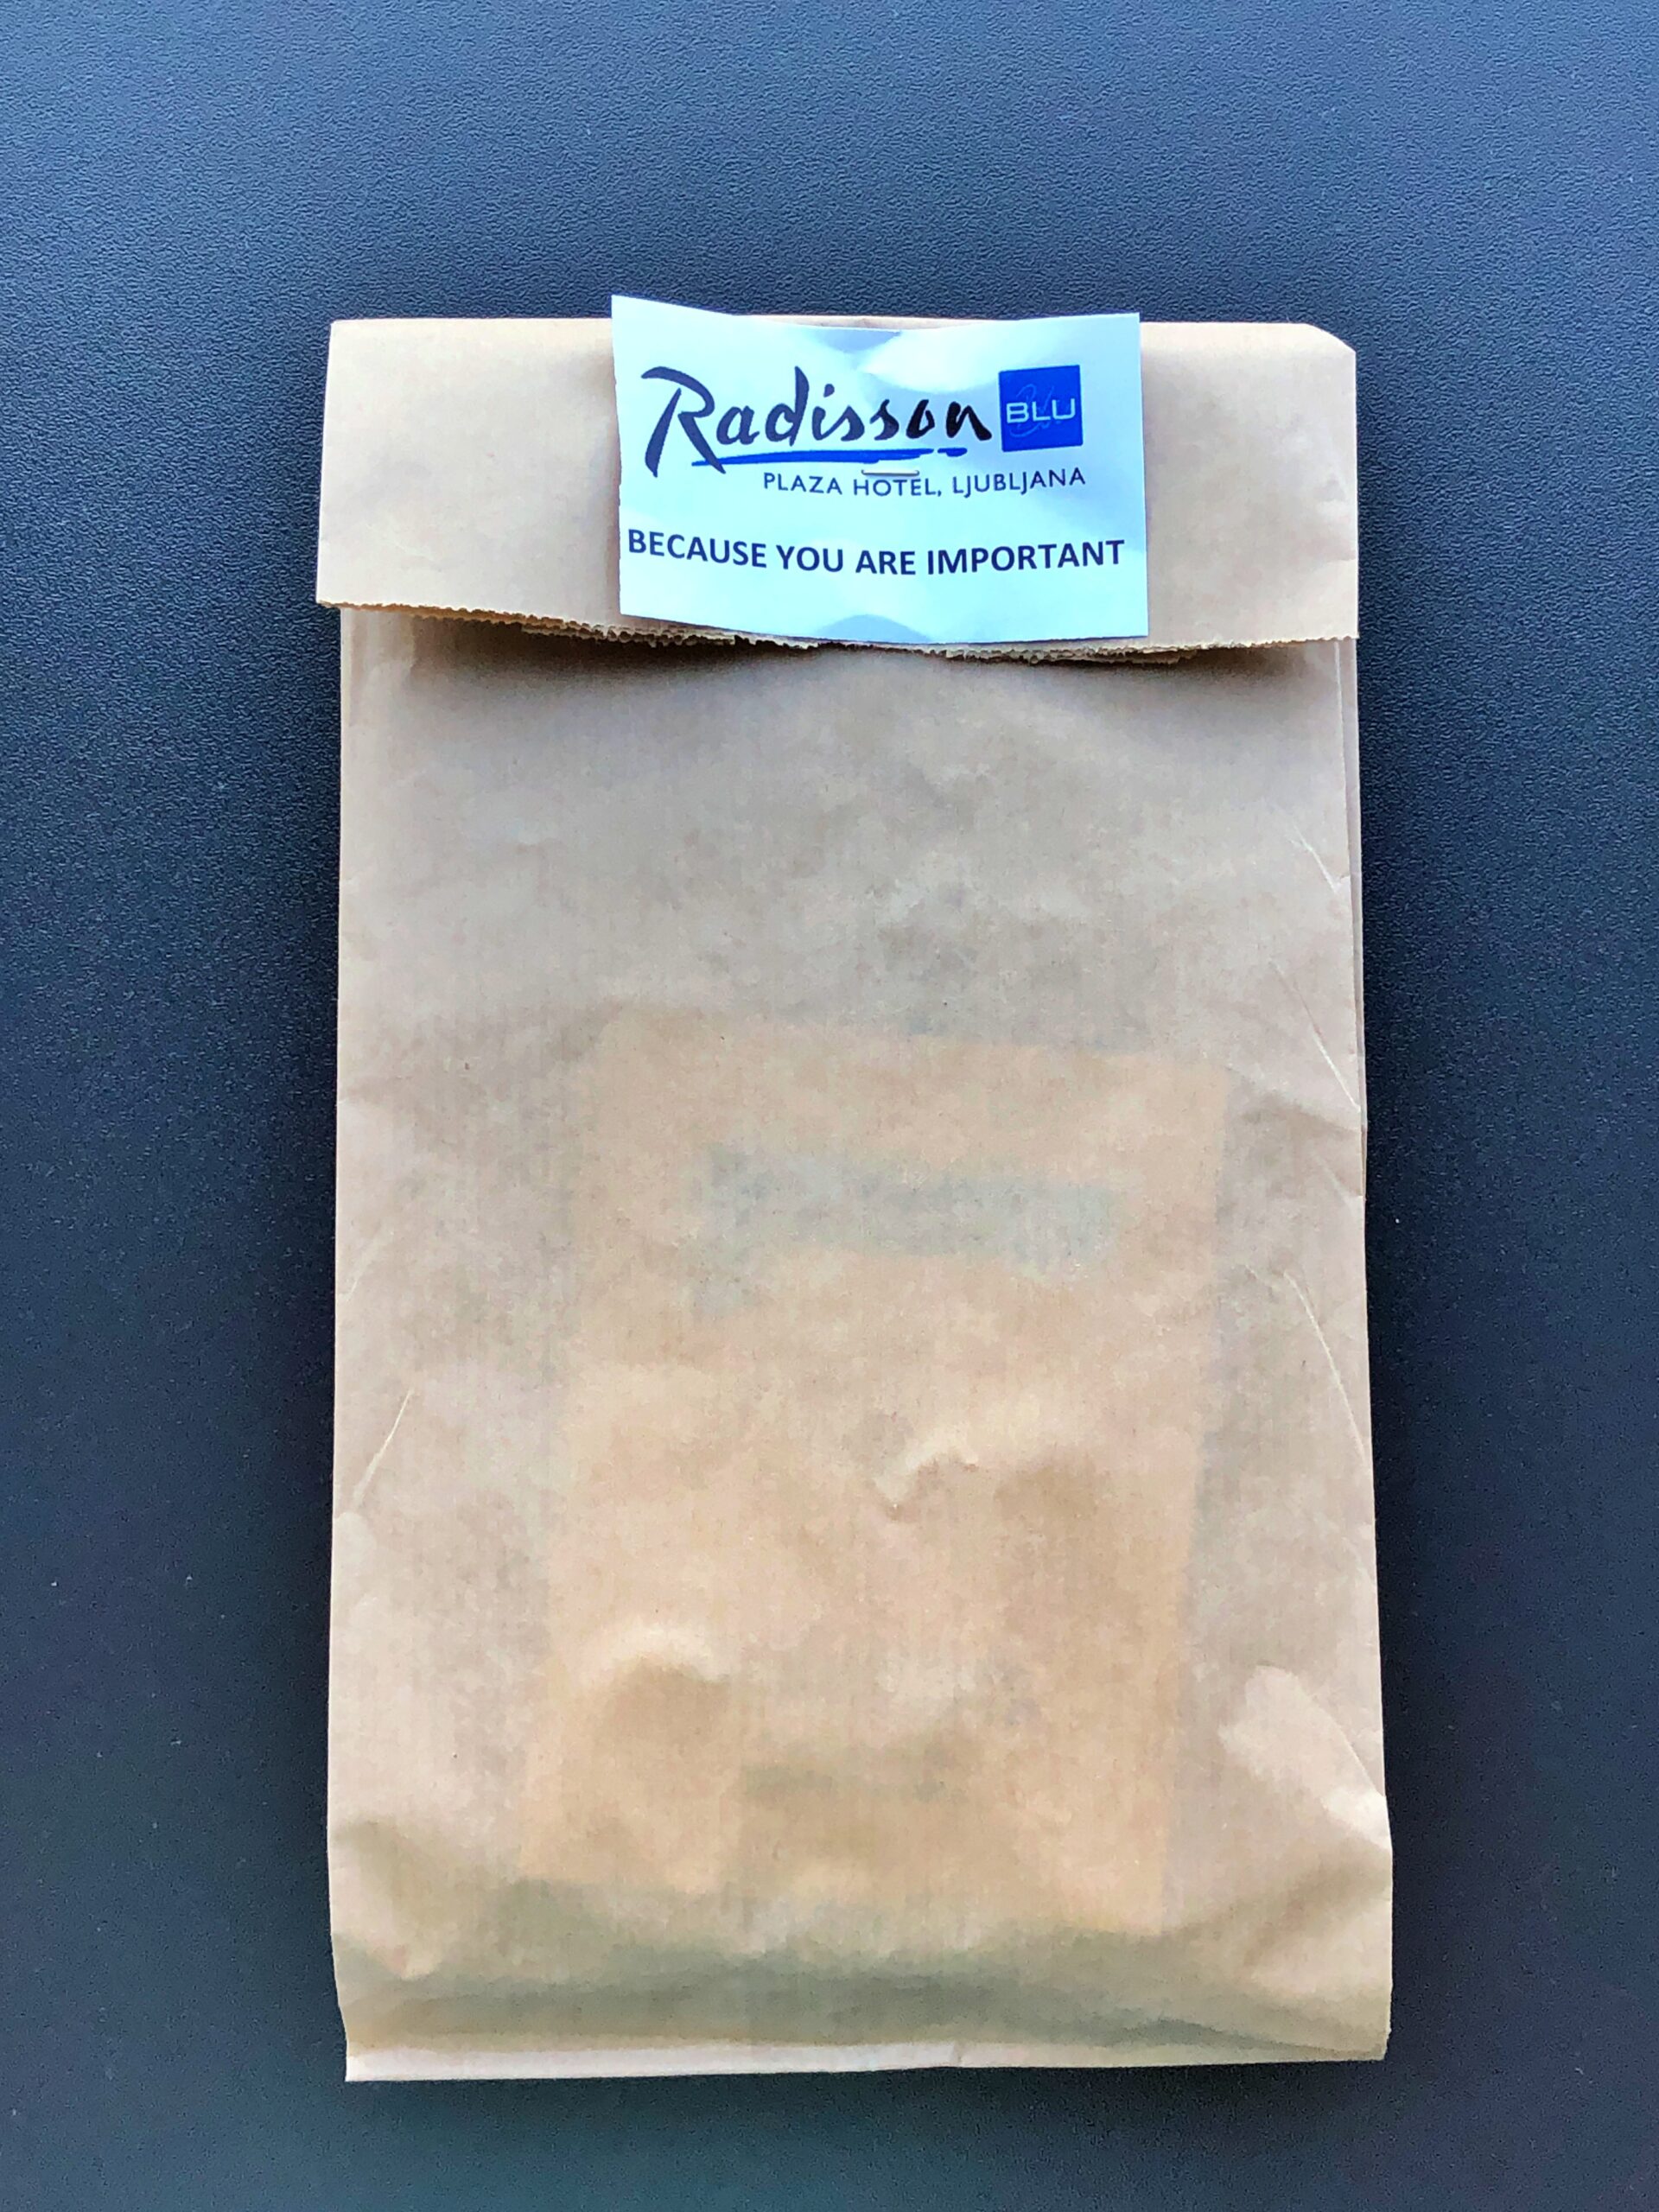 Radisson BLU
PLAZA HOTEL, LJUBLJANA
BECAUSE YOU ARE IMPORTANT